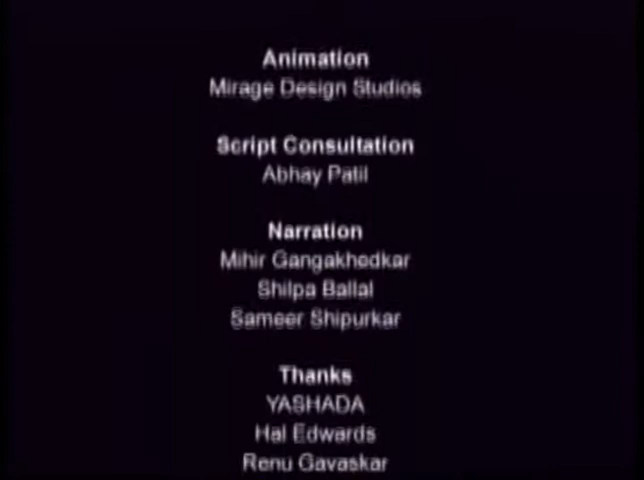 Animation
Mirage Design Studios
Script Consultation
Abhay Patil
Narration
Mihir Gangakhedkar
Shilpa Ballal
Sameer Shipurkar
Thanks
YASHADA
Hal Edwards
Renu Gavaskar